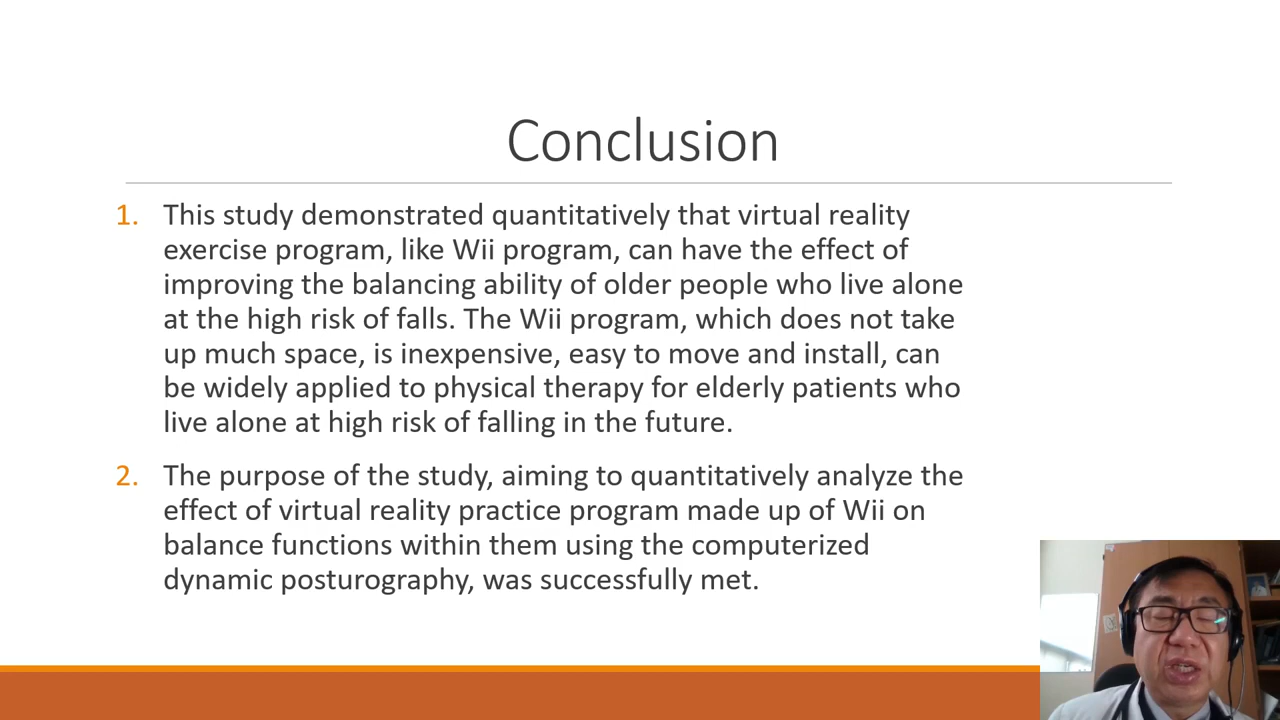 Conclusion
1. This study demonstrated quantitatively that virtual reality
exercise program, like Wii program, can have the effect of
improving the balancing ability of older people who live alone
at the high risk of falls. The Wii program, which does not take
up much space, is inexpensive, easy to move and install, can
be widely applied to physical therapy for elderly patients who
live alone at high risk of falling in the future.
2. The purpose of the study, aiming to quantitatively analyze the
effect of virtual reality practice program made up of Wii on
balance functions within them using the computerized
dynamic posturography, was successfully met.